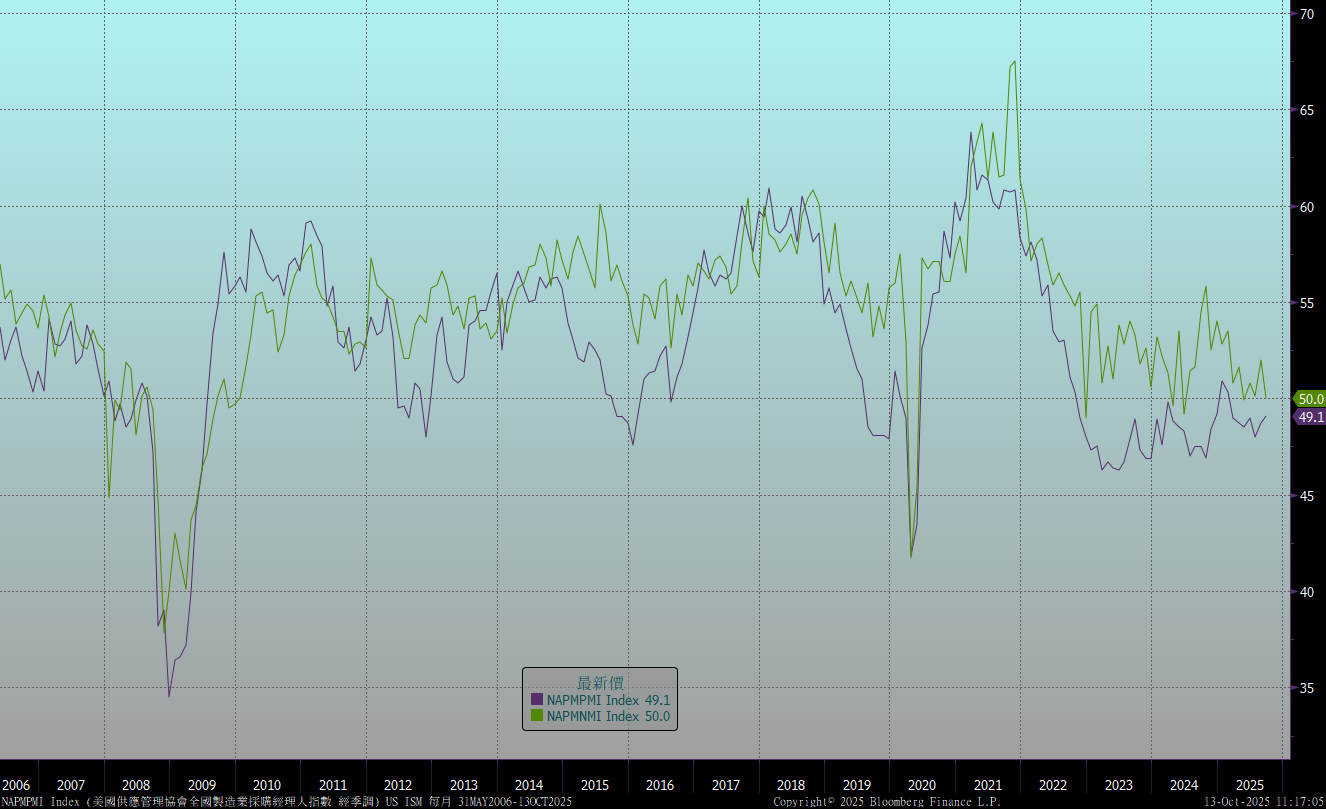 70
65
60
55
50.0
49.1
45
40
35
最新價
NAPMPMI Index 49.1
NAPMNMI Index 50.0
2006 2007 2008 2009 2010 2011 2012 2013 2014 2015 2016 2017 2018 2019 2020 2021 2022 2023 2024 2025
NAPMPMI Index (美國供應管理協會全國製造業採購經理人指數 經季調) US ISM 每月 31MAY2006-13OCT2025 Copyright© 2025 Bloomberg Finance L.P. 13-Oct-2025 11:17:05